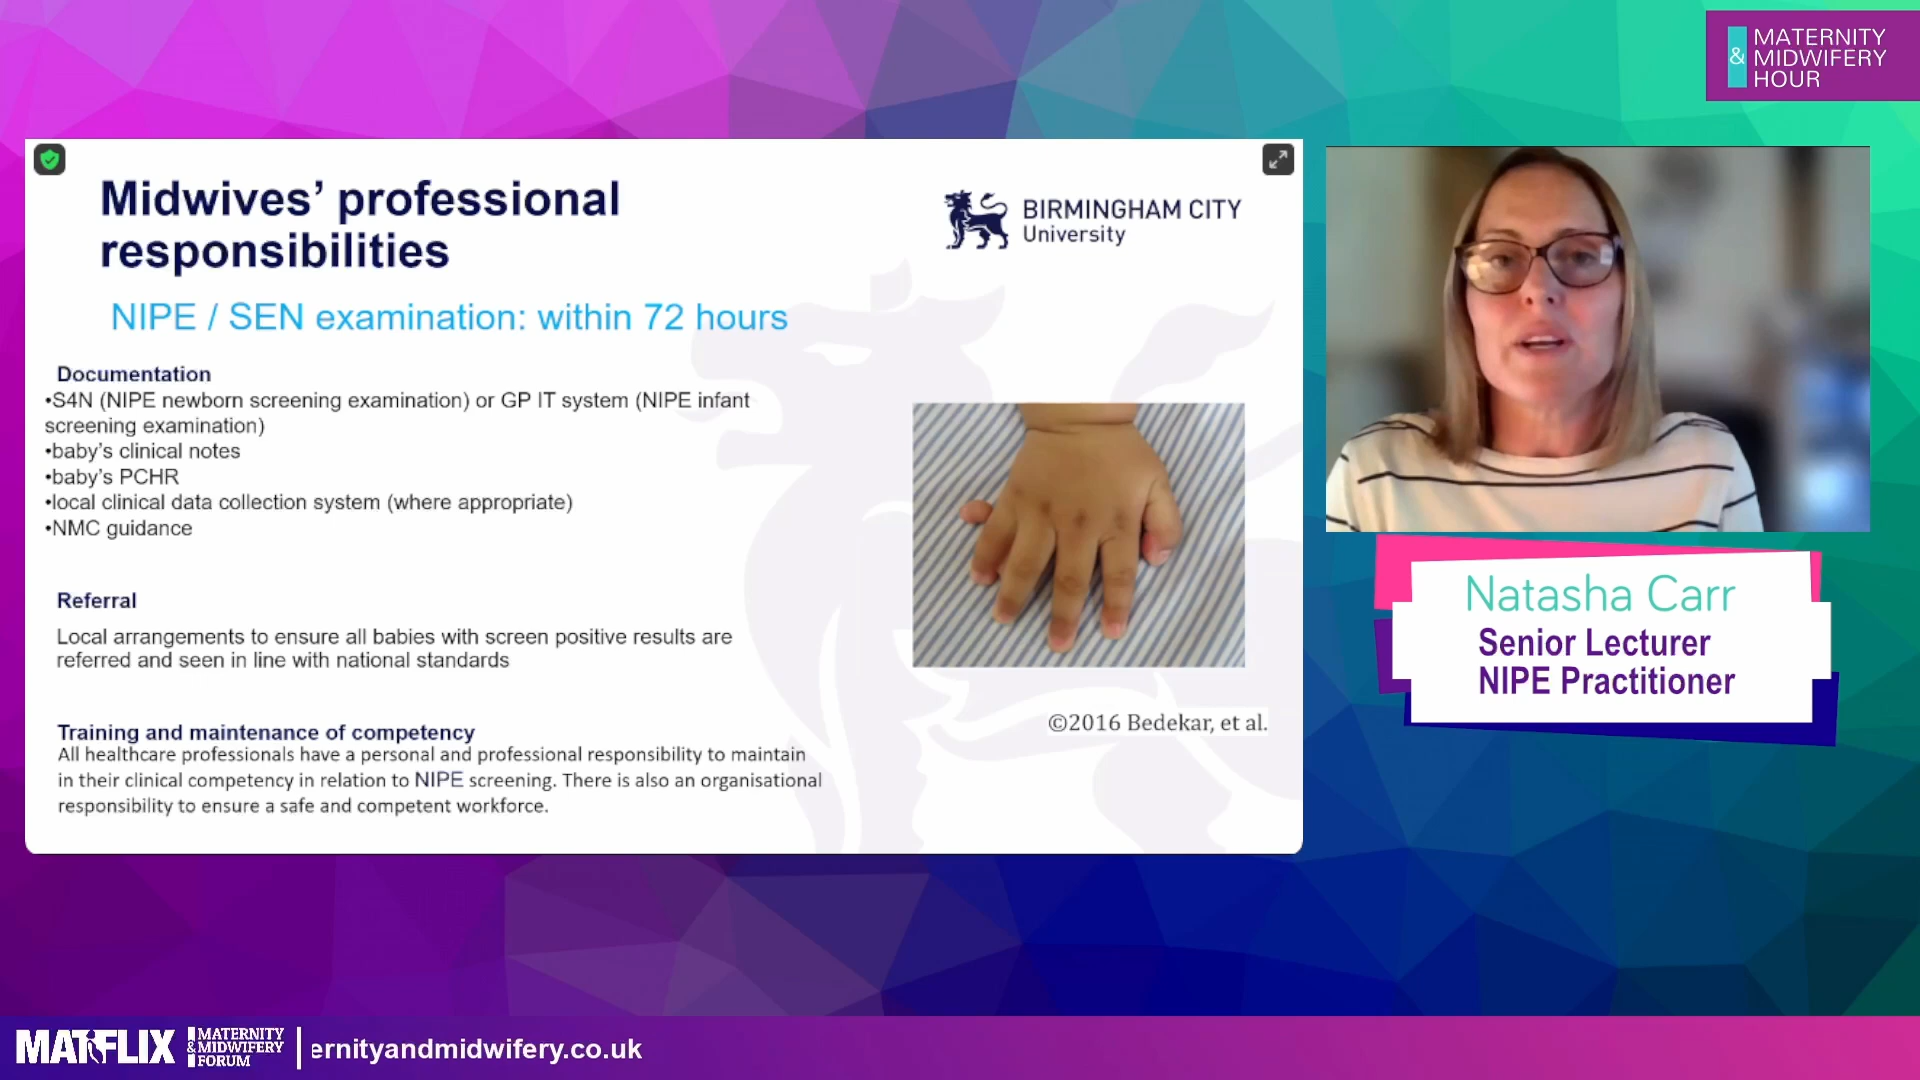 MATERNITY
&
MIDWIFERY
HOUR
Midwives’ professional
responsibilities
BIRMINGHAM CITY
University
NIPE / SEN examination: within 72 hours
Documentation
•S4N (NIPE newborn screening examination) or GP IT system (NIPE infant
screening examination)
•baby’s clinical notes
•baby’s PCHR
•local clinical data collection system (where appropriate)
•NMC guidance
Referral
Local arrangements to ensure all babies with screen positive results are
referred and seen in line with national standards
©2016 Bedekar, et al.
Training and maintenance of competency
All healthcare professionals have a personal and professional responsibility to maintain
in their clinical competency in relation to NIPE screening. There is also an organisational
responsibility to ensure a safe and competent workforce.
Natasha Carr
Senior Lecturer
NIPE Practitioner
MATFLIX
MATERNITY
& MIDWIFERY
FORUM
ernityandmidwifery.co.uk